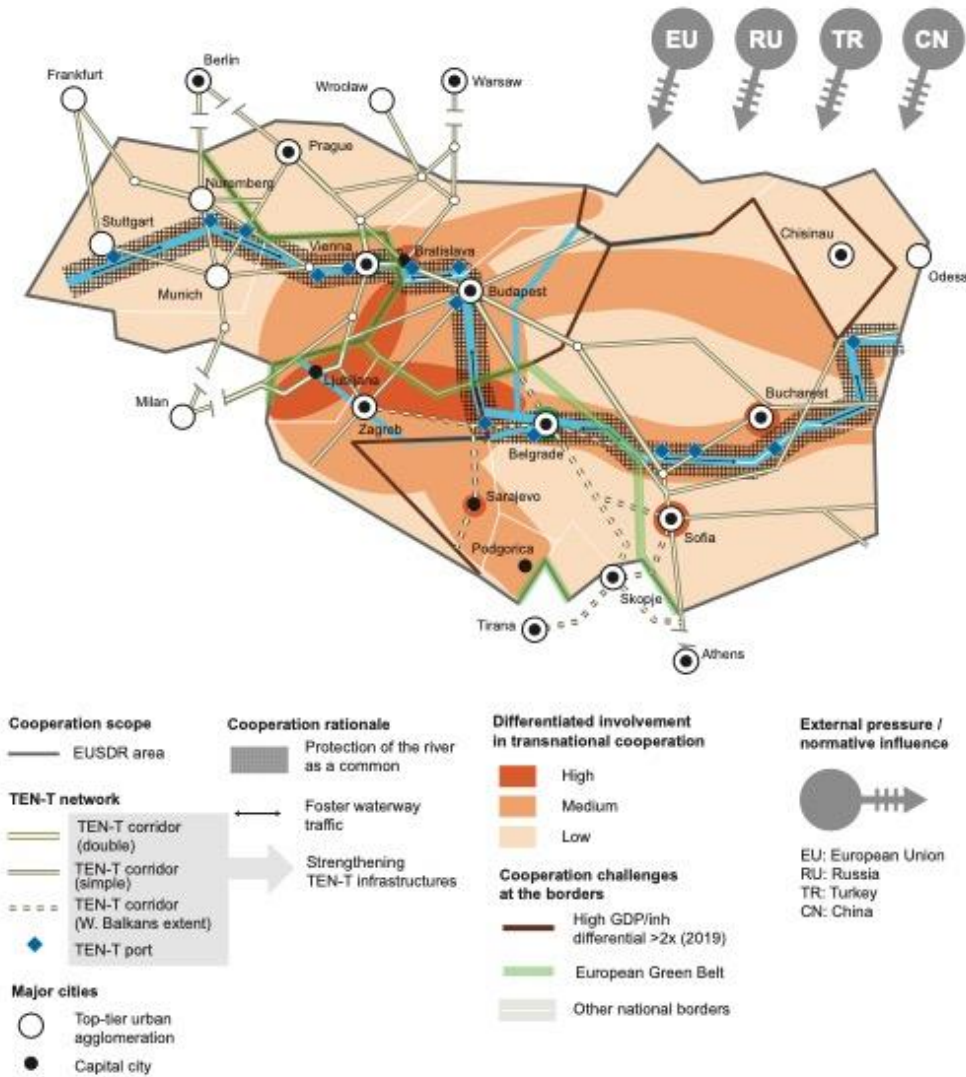 EU
RU
TR
CN
Berlin
Frankfurt
Wrocław
Warsaw
Prague
Nuremberg
Stuttgart
Vienna
Bratislava
Chisinau
Odesa
Munich
Budapest
Ljubljana
Milan
Zagreb
Bucharest
Belgrade
Sarajevo
Sofia
Podgorica
Skopje
Tirana
Athens
Cooperation scope
EUSDR area
TEN-T network
TEN-T corridor
(double)
TEN-T corridor
(simple)
TEN-T corridor
(W. Balkans extent)
TEN-T port
Major cities
Top-tier urban
agglomeration
Capital city
Cooperation rationale
Protection of the river
as a common
Foster waterway
traffic
Strengthening
TEN-T infrastructures
Differentiated involvement
in transnational cooperation
High
Medium
Low
Cooperation challenges
at the borders
High GDP/inh
differential >2x (2019)
European Green Belt
Other national borders
External pressure /
normative influence
EU: European Union
RU: Russia
TR: Turkey
CN: China